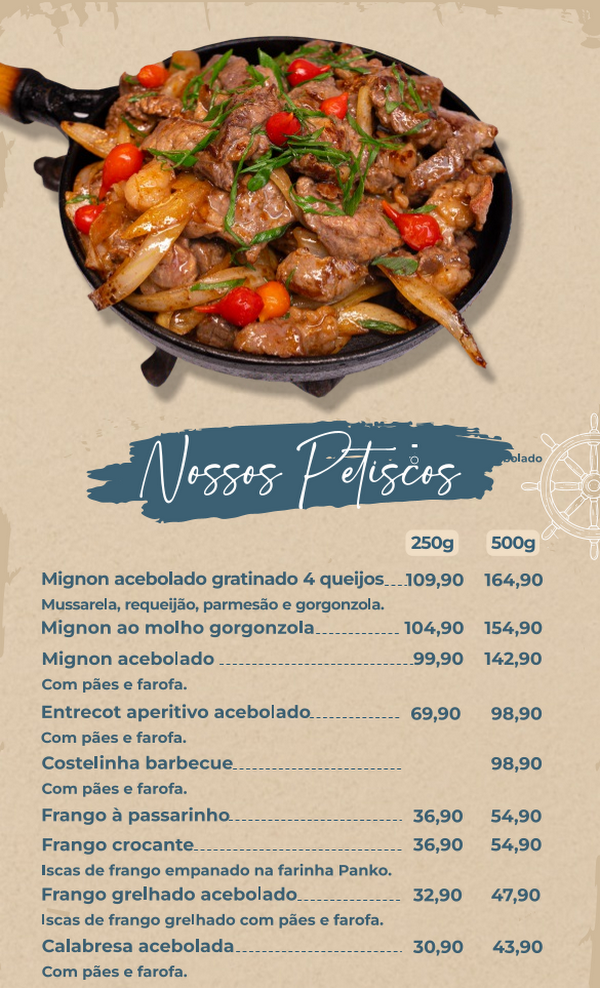 Nossos Petiscos
250g 500g
Mignon acebolado gratinado 4 queijos 109,90 164,90
Mussarela, requeijão, parmesão e gorgonzola.
Mignon ao molho gorgonzola 104,90 154,90
Mignon acebolado 99,90 142,90
Com pães e farofa.
Entrecot aperitivo acebolado 69,90 98,90
Com pães e farofa.
Costelinha barbecue 98,90
Com pães e farofa.
Frango à passarinho 36,90 54,90
Frango crocante 36,90 54,90
Iscas de frango empanado na farinha Panko.
Frango grelhado acebolado 32,90 47,90
Iscas de frango grelhado com pães e farofa.
Calabresa acebolada 30,90 43,90
Com pães e farofa.